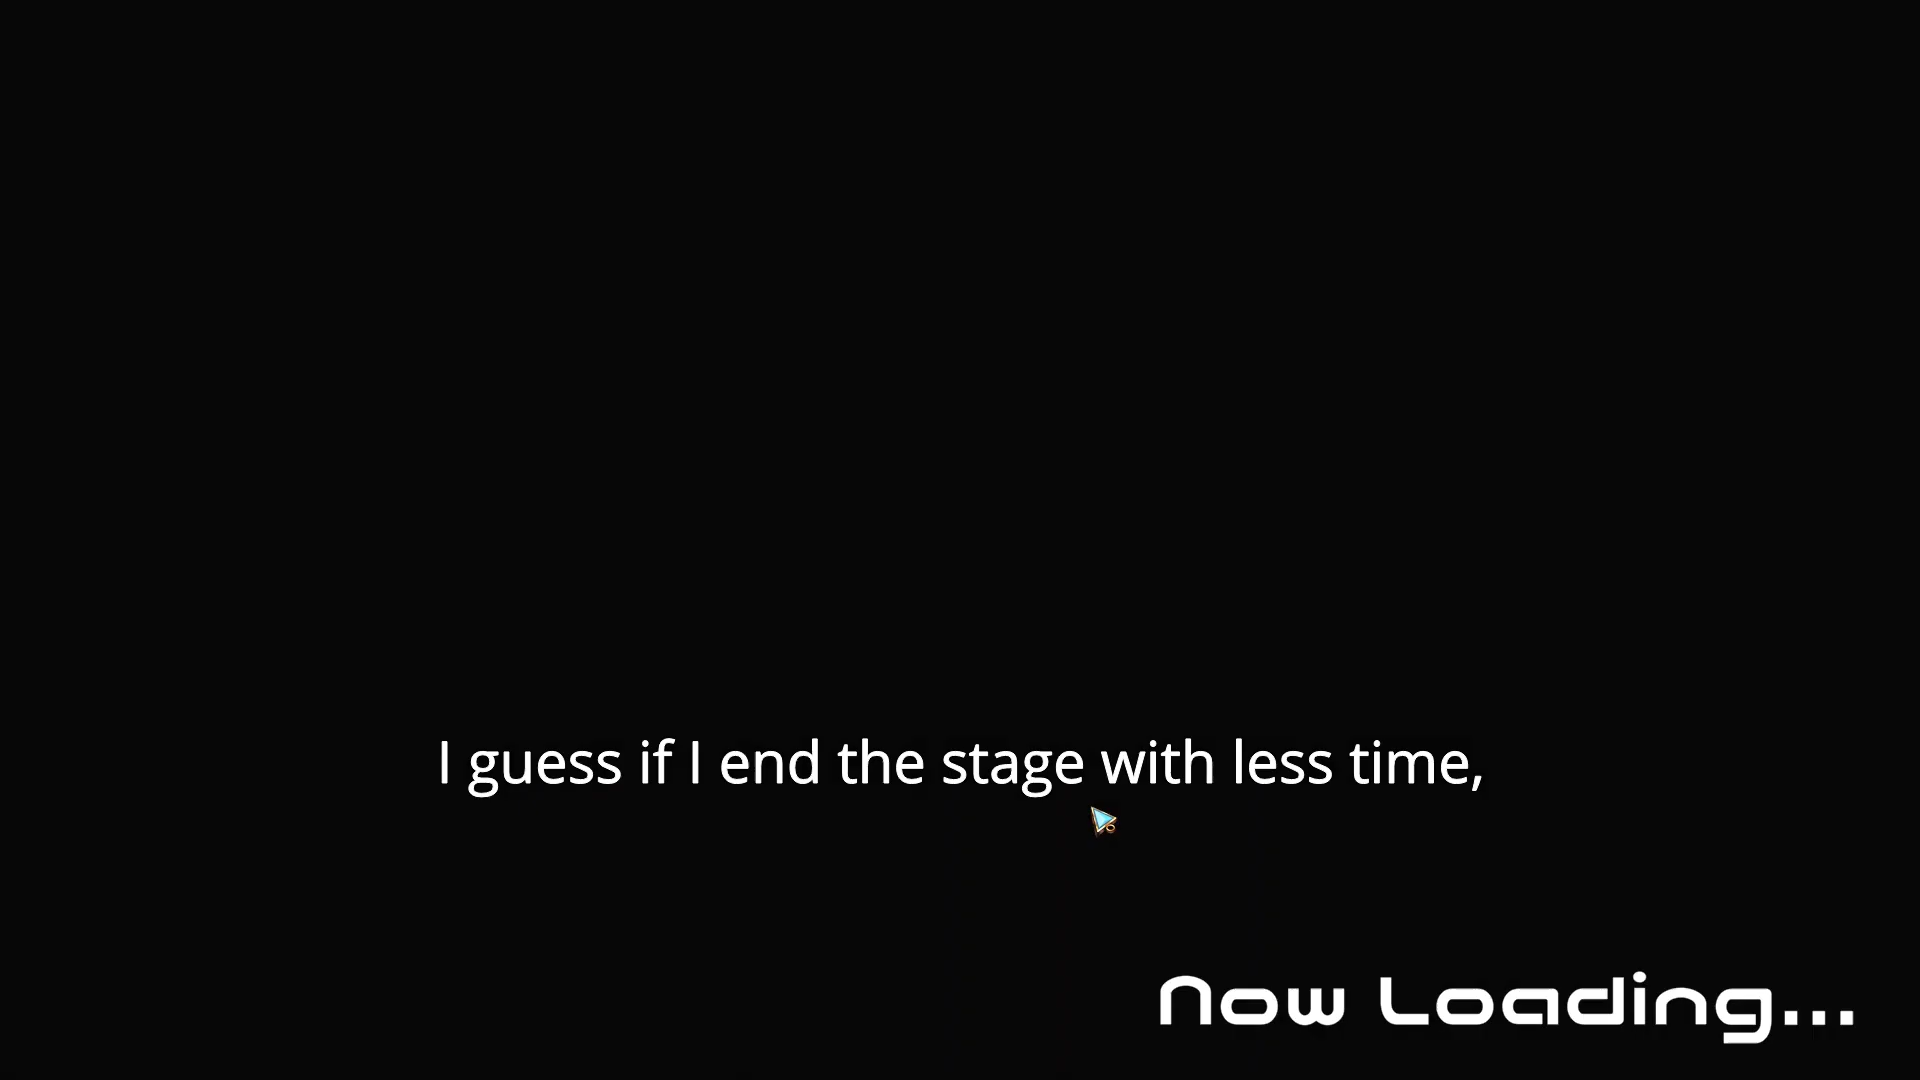 I guess if I end the stage with less time,
Now Loading...